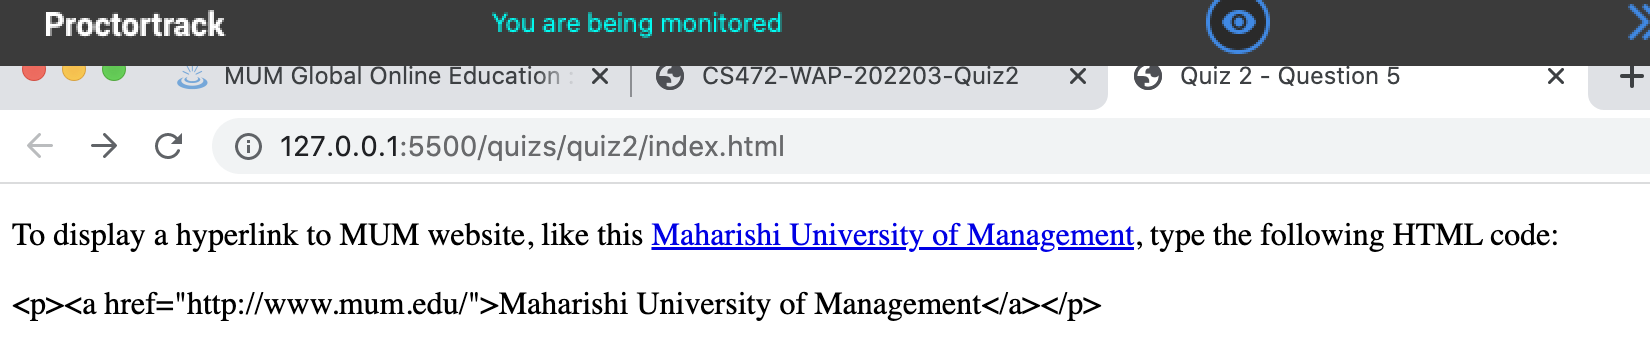 Proctortrack You are being monitored
MUM Global Online Education : CS472-WAP-202203-Quiz2 Quiz 2 - Question 5
127.0.0.1:5500/quizs/quiz2/index.html
To display a hyperlink to MUM website, like this Maharishi University of Management, type the following HTML code:
<p><a href="http://www.mum.edu/">Maharishi University of Management</a></p>